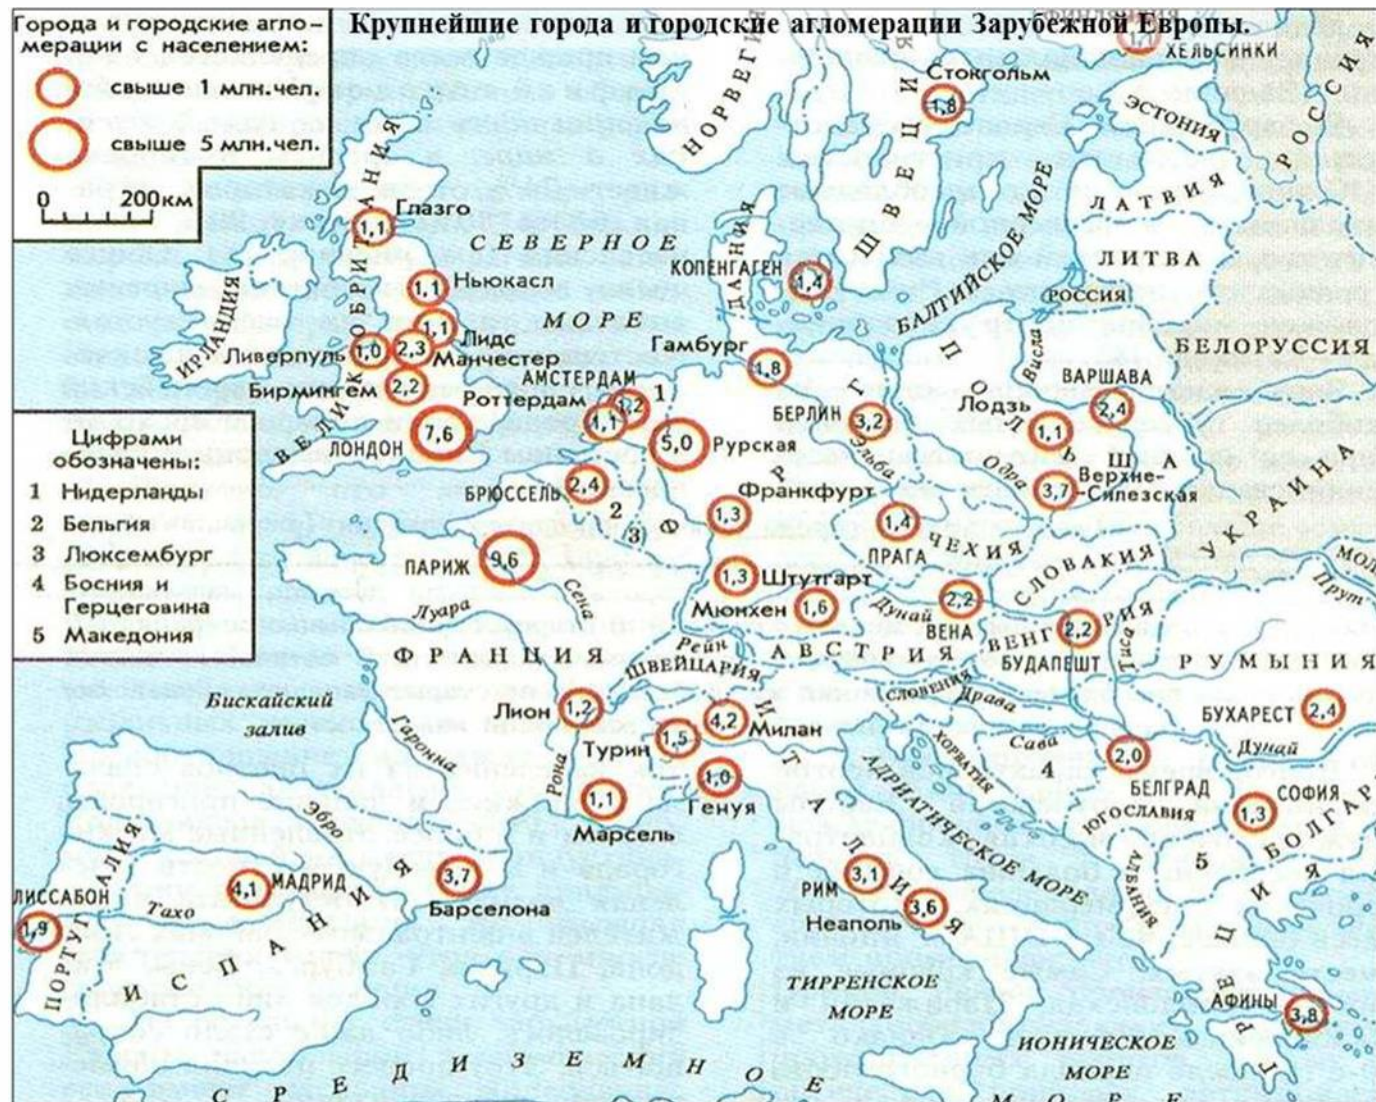 Крупнейшие города и городские агломерации Зарубежной Европы.
Города и городские агло-
мерации с населением:
свыше 1 млн.чел.
свыше 5 млн.чел.
0 200км
Цифрами
обозначены:
1 Нидерланды
2 Бельгия
3 Люксембург
4 Босния и
Герцеговина
5 Македония
НОРВЕГИЯ
ШВЕЦИЯ
ХЕЛЬСИНКИ
Стокгольм
1,8
ЭСТОНИЯ
РОССИЯ
ЛАТВИЯ
ЛИТВА
РОССИЯ
БЕЛОРУССИЯ
БАЛТИЙСКОЕ МОРЕ
ДАНИЯ
КОПЕНГАГЕН
1,4
СЕВЕРНОЕ
МОРЕ
ВЕЛИКОБРИТАНИЯ
Глазго
1,1
Ньюкасл
1,1
Лидс
1,1
ИРЛАНДИЯ
Ливерпуль
1,0
Манчестер
2,3
Бирмингем
2,2
ЛОНДОН
7,6
АМСТЕРДАМ
1,2
1
Роттердам
1,1
Гамбург
1,8
БЕРЛИН
3,2
Эльба
Рурская
5,0
ФРГ
БРЮССЕЛЬ
2,4
2
3
Франкфурт
1,3
Штутгарт
1,3
Мюнхен
1,6
ПОЛЬША
Висла
ВАРШАВА
2,4
Лодзь
1,1
Одра
Верхне-
Силезская
3,7
УКРАИНА
ПРАГА
1,4
ЧЕХИЯ
СЛОВАКИЯ
МОЛ
Прут
ПАРИЖ
9,6
Сена
Луара
ФРАНЦИЯ
Дунай
ВЕНА
2,2
АВСТРИЯ
ВЕНГРИЯ
БУДАПЕШТ
2,2
Тиса
РУМЫНИЯ
БУХАРЕСТ
2,4
Дунай
Рейн
ШВЕЙЦАРИЯ
СЛОВЕНИЯ
Драва
Сава
ХОРВАТИЯ
4
2,0
БЕЛГРАД
ЮГОСЛАВИЯ
СОФИЯ
1,3
БОЛГАР
5
АЛБАНИЯ
Бискайский
залив
Гаронна
Лион
1,2
Рона
Турин
1,5
Милан
4,2
Генуя
1,0
Марсель
1,1
ИТАЛИЯ
АДРИАТИЧЕСКОЕ МОРЕ
РИМ
3,1
Неаполь
3,6
Эбро
МАДРИД
4,1
Барселона
3,7
ЛИССАБОН
1,9
Тахо
ПОРТУГАЛИЯ
ИСПАНИЯ
ТИРРЕНСКОЕ
МОРЕ
ИОНИЧЕСКОЕ
МОРЕ
ГРЕЦИЯ
АФИНЫ
3,8
СРЕДИЗЕМНОЕ
МОРЕ